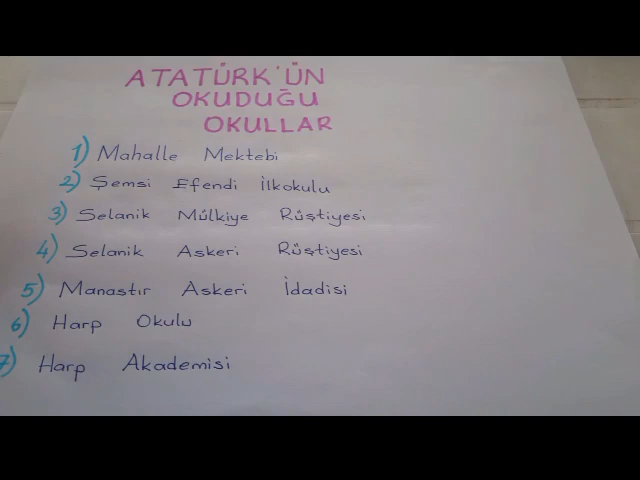 ATATÜRK'ÜN
OKUDUĞU
OKULLAR
1) Mahalle Mektebi
2) Şemsi Efendi İlkokulu
3) Selanik Mülkiye Rüştiyesi
4) Selanik Askeri Rüştiyesi
5) Manastır Askeri İdadisi
6) Harp Okulu
7) Harp Akademisi